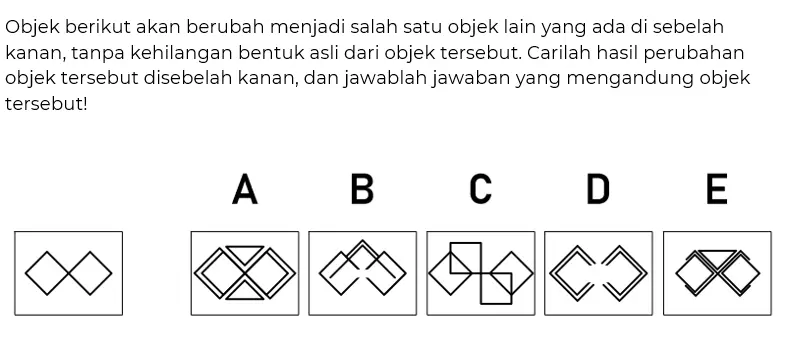 Objek berikut akan berubah menjadi salah satu objek lain yang ada di sebelah
kanan, tanpa kehilangan bentuk asli dari objek tersebut. Carilah hasil perubahan
objek tersebut disebelah kanan, dan jawablah jawaban yang mengandung objek
tersebut!
A B C D E